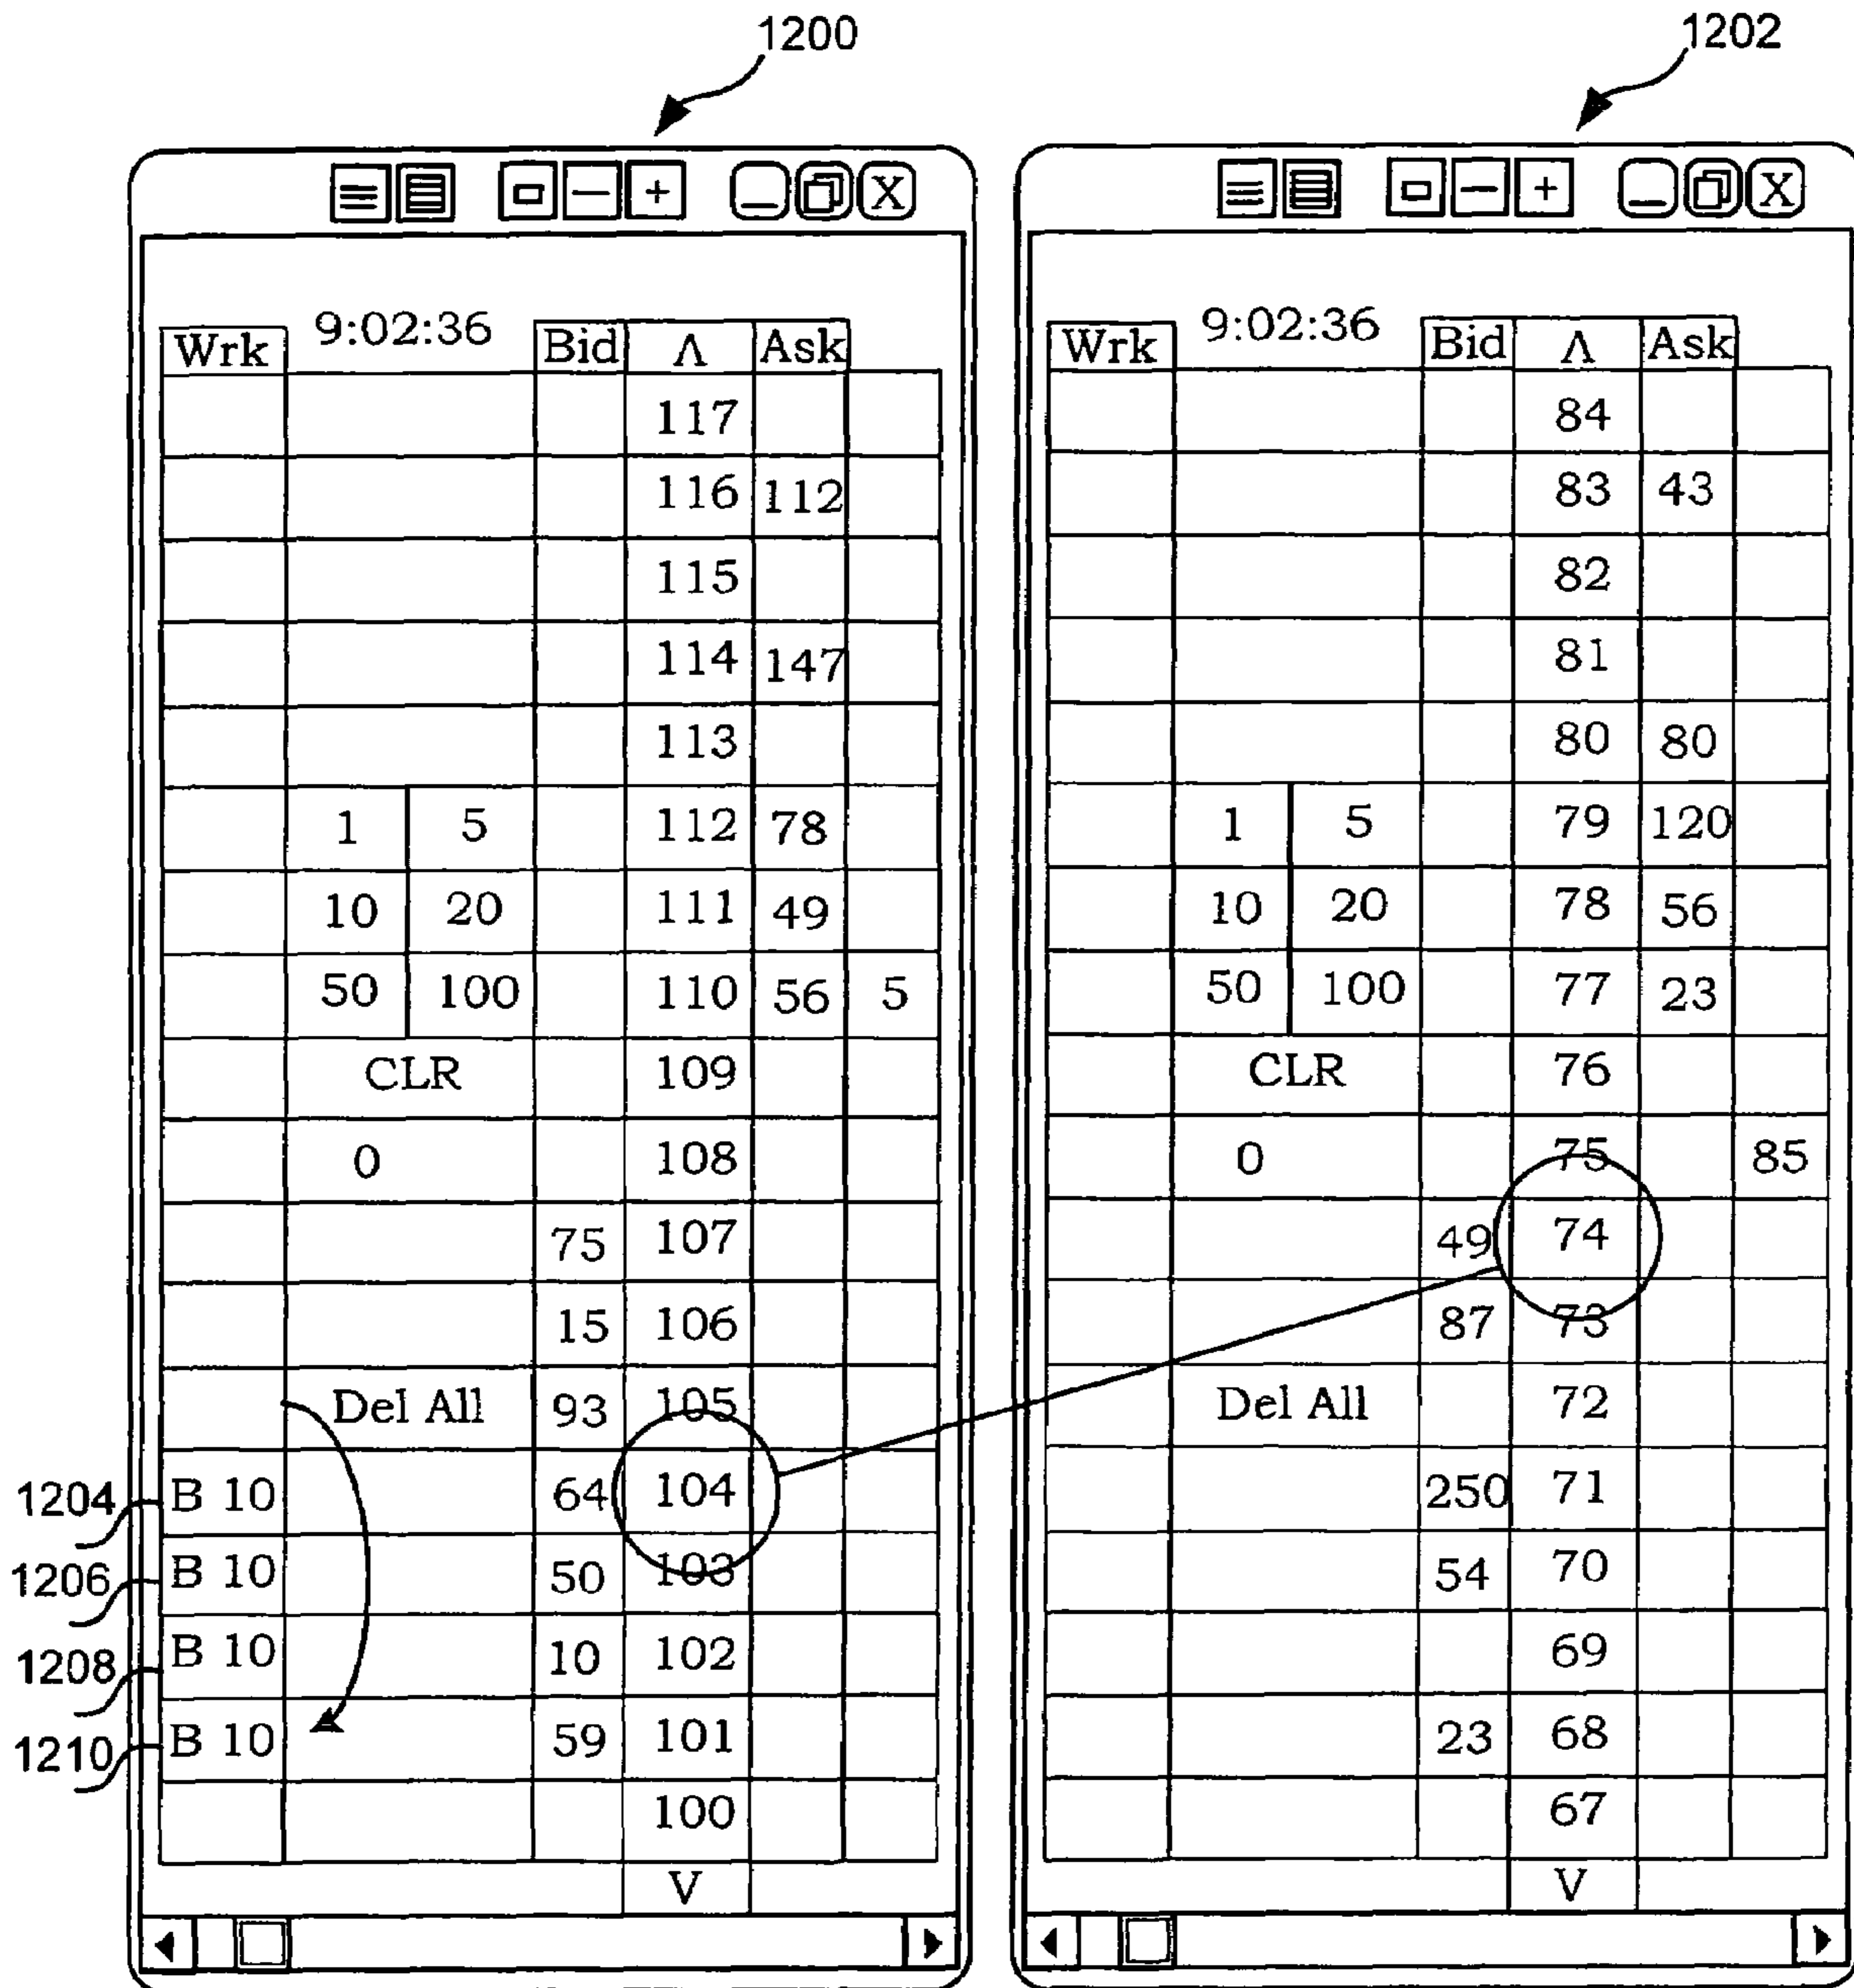 1200 1202
X X
9:02:36 9:02:36
Wrk Bid Λ Ask Wrk Bid Λ Ask
117 84
116 112 83 43
115 82
114 147 81
113 80 80
1 5 112 78 1 5 79 120
10 20 111 49 10 20 78 56
50 100 110 56 5 50 100 77 23
CLR 109 CLR 76
0 108 0 75 85
75 107 49 74
15 106 87 73
Del All 93 105 Del All 72
1204 B 10 64 104 250 71
1206 B 10 50 103 54 70
1208 B 10 10 102 69
1210 B 10 59 101 23 68
100 67
V V